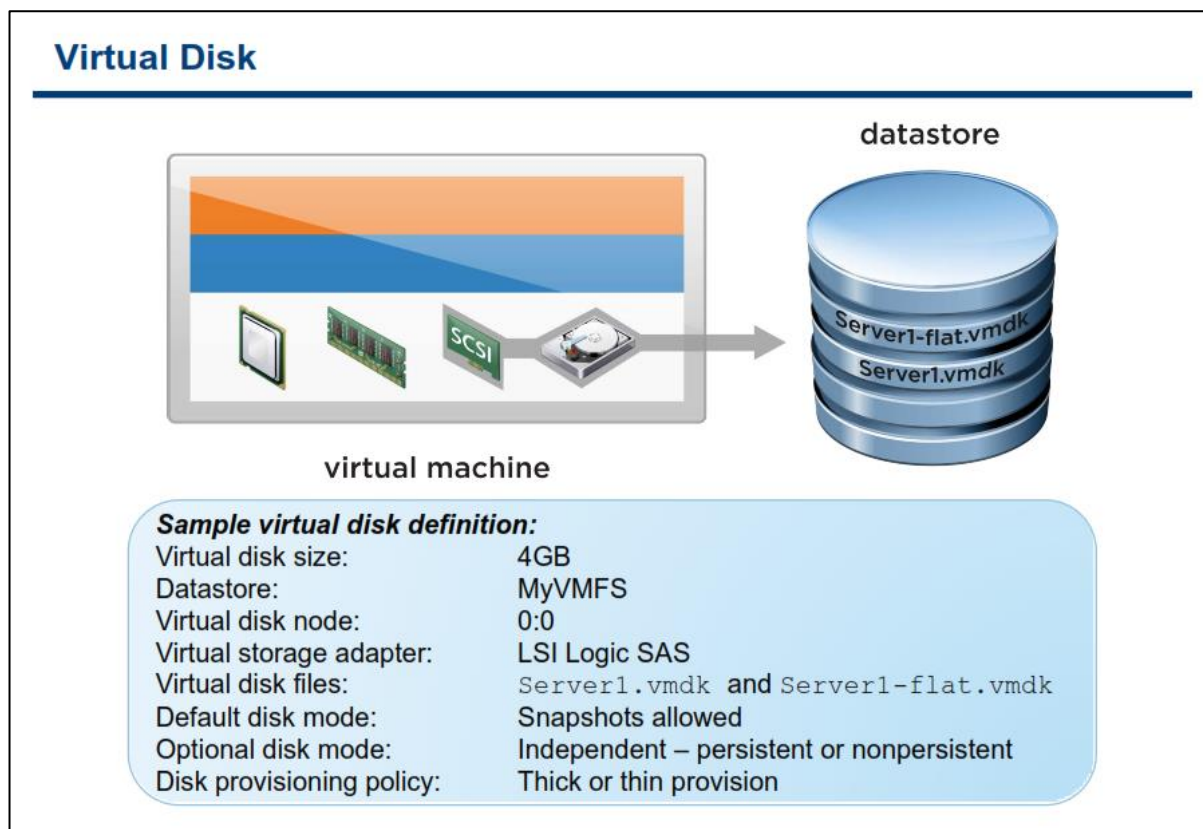 Virtual Disk
datastore
SCSI
Server1-flat.vmdk
Server1.vmdk
virtual machine
Sample virtual disk definition:
Virtual disk size: 4GB
Datastore: MyVMFS
Virtual disk node: 0:0
Virtual storage adapter: LSI Logic SAS
Virtual disk files: Server1.vmdk and Server1-flat.vmdk
Default disk mode: Snapshots allowed
Optional disk mode: Independent – persistent or nonpersistent
Disk provisioning policy: Thick or thin provision